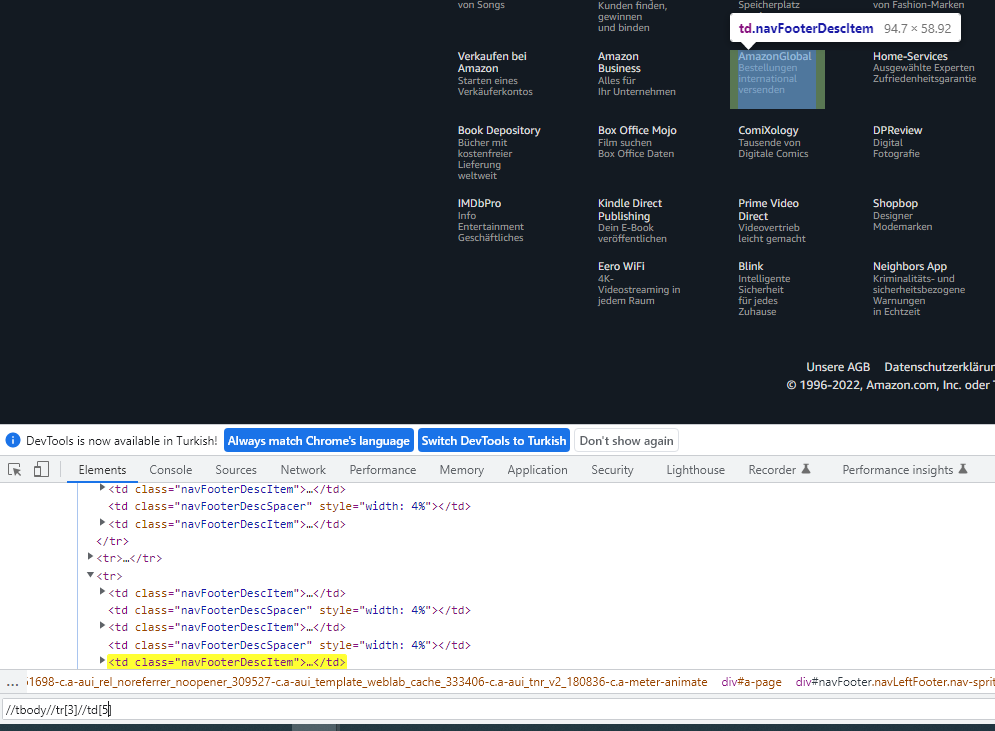 von Songs
Kunden finden,
gewinnen
und binden
Speicherplatz
von Fashion-Marken
td.navFooterDescItem 94.7 × 58.92
Verkaufen bei
Amazon
Starten eines
Verkäuferkontos
Amazon
Business
Alles für
Ihr Unternehmen
AmazonGlobal
Bestellungen
international
versenden
Home-Services
Ausgewählte Experten
Zufriedenheitsgarantie
Book Depository
Bücher mit
kostenfreier
Lieferung
weltweit
Box Office Mojo
Film suchen
Box Office Daten
ComiXology
Tausende von
Digitale Comics
DPReview
Digital
Fotografie
IMDbPro
Info
Entertainment
Geschäftliches
Kindle Direct
Publishing
Dein E-Book
veröffentlichen
Prime Video
Direct
Videovertrieb
leicht gemacht
Shopbop
Designer
Modemarken
Eero WiFi
4K-
Videostreaming in
jedem Raum
Blink
Intelligente
Sicherheit
für jedes
Zuhause
Neighbors App
Kriminalitäts- und
sicherheitsbezogene
Warnungen
in Echtzeit
Unsere AGB Datenschutzerklärun
© 1996-2022, Amazon.com, Inc. oder T
DevTools is now available in Turkish! Always match Chrome's language Switch DevTools to Turkish Don't show again
Elements Console Sources Network Performance Memory Application Security Lighthouse Recorder Performance insights
<td class="navFooterDescItem">…</td>
<td class="navFooterDescSpacer" style="width: 4%"></td>
<td class="navFooterDescItem">…</td>
</tr>
<tr>…</tr>
<tr>
<td class="navFooterDescItem">…</td>
<td class="navFooterDescSpacer" style="width: 4%"></td>
<td class="navFooterDescItem">…</td>
<td class="navFooterDescSpacer" style="width: 4%"></td>
<td class="navFooterDescItem">…</td>
… 51698-c.a-aui_rel_noreferrer_noopener_309527-c.a-aui_template_weblab_cache_333406-c.a-aui_tnr_v2_180836-c.a-meter-animate div#a-page div#navFooter.navLeftFooter.nav-sprit
//tbody//tr[3]//td[5]